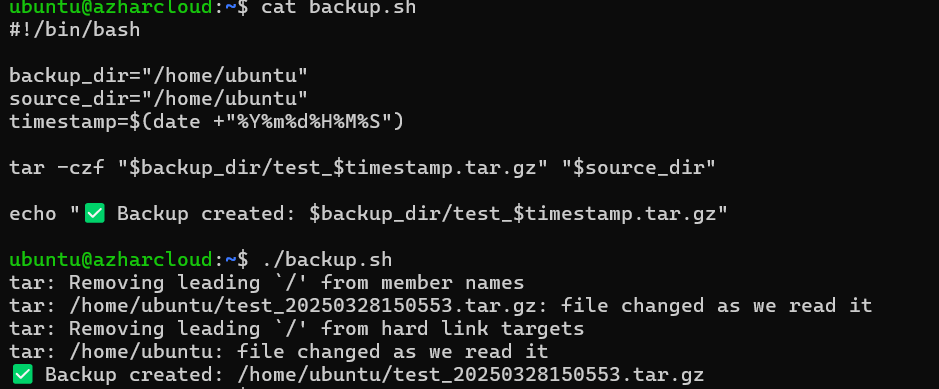 ubuntu@azharcloud:~$ cat backup.sh
#!/bin/bash
backup_dir="/home/ubuntu"
source_dir="/home/ubuntu"
timestamp=$(date +"%Y%m%d%H%M%S")
tar -czf "$backup_dir/test_$timestamp.tar.gz" "$source_dir"
echo "✅ Backup created: $backup_dir/test_$timestamp.tar.gz"
ubuntu@azharcloud:~$ ./backup.sh
tar: Removing leading `/' from member names
tar: /home/ubuntu/test_20250328150553.tar.gz: file changed as we read it
tar: Removing leading `/' from hard link targets
tar: /home/ubuntu: file changed as we read it
✅ Backup created: /home/ubuntu/test_20250328150553.tar.gz